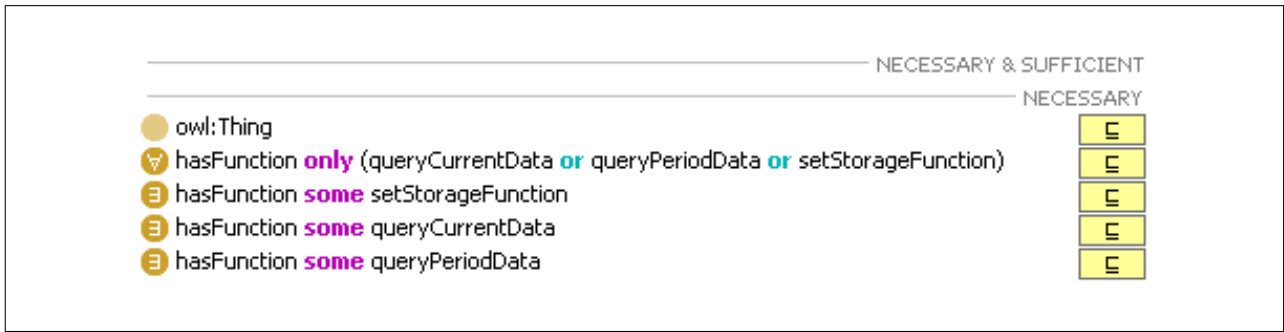 NECESSARY & SUFFICIENT
NECESSARY
owl:Thing ⊑
∀ hasFunction only (queryCurrentData or queryPeriodData or setStorageFunction) ⊑
∃ hasFunction some setStorageFunction ⊑
∃ hasFunction some queryCurrentData ⊑
∃ hasFunction some queryPeriodData ⊑